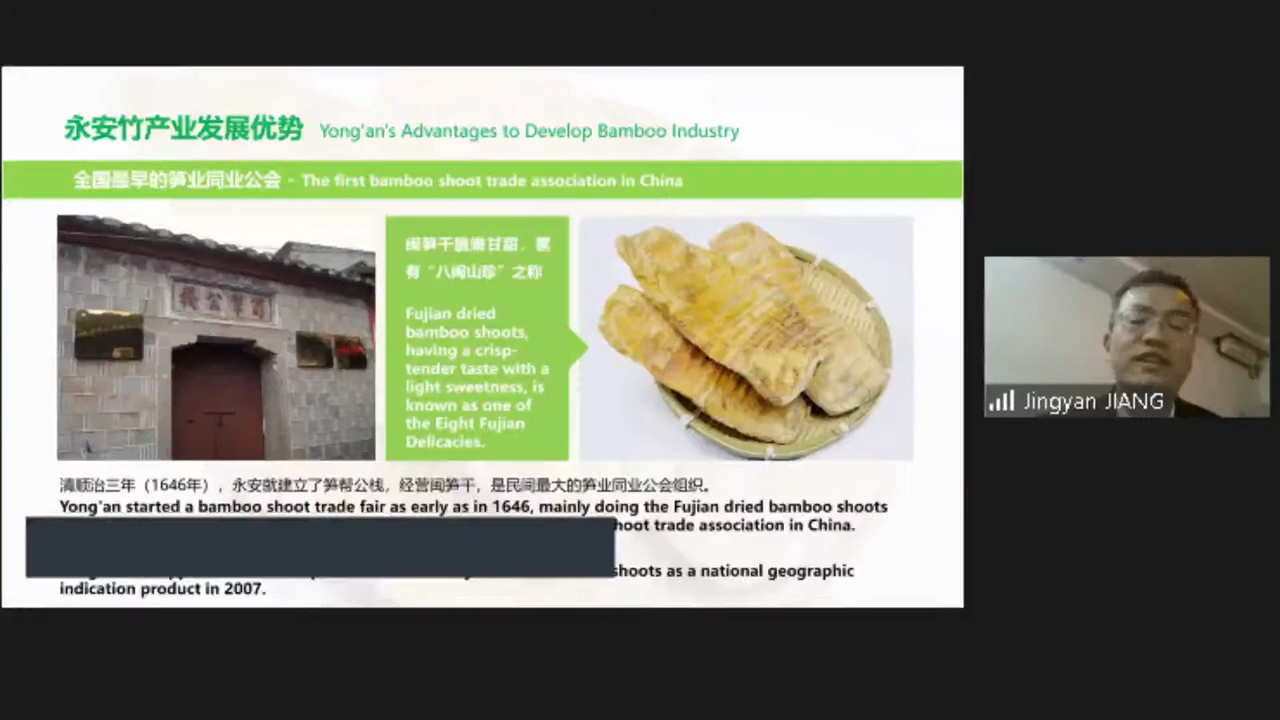 永安竹产业发展优势 Yong'an's Advantages to Develop Bamboo Industry
全国最早的笋业同业公会 - The first bamboo shoot trade association in China
闽笋干脆嫩甘甜，素
有“八闽山珍”之称
Fujian dried
bamboo shoots,
having a crisp-
tender taste with a
light sweetness, is
known as one of
the Eight Fujian
Delicacies.
清顺治三年（1646年），永安就建立了笋帮公栈，经营闽笋干，是民间最大的笋业同业公会组织。
Yong'an started a bamboo shoot trade fair as early as in 1646, mainly doing the Fujian dried bamboo shoots
hoot trade association in China.
shoots as a national geographic
indication product in 2007.
Jingyan JIANG